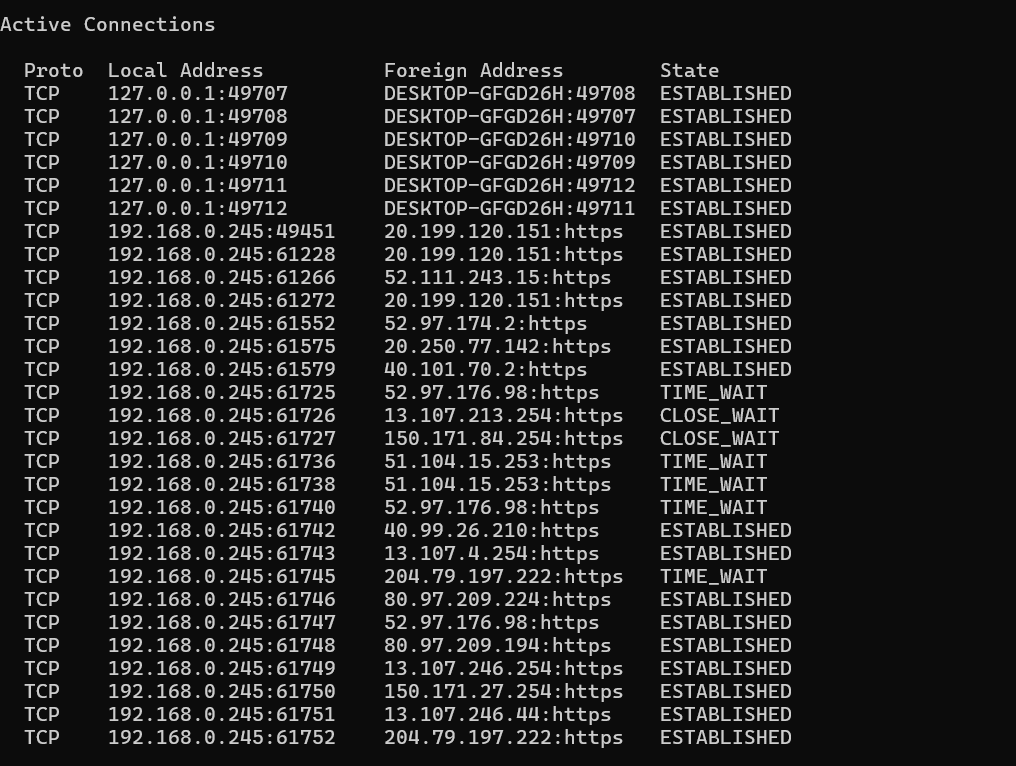 Active Connections
Proto  Local Address          Foreign Address        State
TCP    127.0.0.1:49707        DESKTOP-GFGD26H:49708  ESTABLISHED
TCP    127.0.0.1:49708        DESKTOP-GFGD26H:49707  ESTABLISHED
TCP    127.0.0.1:49709        DESKTOP-GFGD26H:49710  ESTABLISHED
TCP    127.0.0.1:49710        DESKTOP-GFGD26H:49709  ESTABLISHED
TCP    127.0.0.1:49711        DESKTOP-GFGD26H:49712  ESTABLISHED
TCP    127.0.0.1:49712        DESKTOP-GFGD26H:49711  ESTABLISHED
TCP    192.168.0.245:49451    20.199.120.151:https   ESTABLISHED
TCP    192.168.0.245:61228    20.199.120.151:https   ESTABLISHED
TCP    192.168.0.245:61266    52.111.243.15:https    ESTABLISHED
TCP    192.168.0.245:61272    20.199.120.151:https   ESTABLISHED
TCP    192.168.0.245:61552    52.97.174.2:https      ESTABLISHED
TCP    192.168.0.245:61575    20.250.77.142:https    ESTABLISHED
TCP    192.168.0.245:61579    40.101.70.2:https      ESTABLISHED
TCP    192.168.0.245:61725    52.97.176.98:https     TIME_WAIT
TCP    192.168.0.245:61726    13.107.213.254:https   CLOSE_WAIT
TCP    192.168.0.245:61727    150.171.84.254:https   CLOSE_WAIT
TCP    192.168.0.245:61736    51.104.15.253:https    TIME_WAIT
TCP    192.168.0.245:61738    51.104.15.253:https    TIME_WAIT
TCP    192.168.0.245:61740    52.97.176.98:https     TIME_WAIT
TCP    192.168.0.245:61742    40.99.26.210:https     ESTABLISHED
TCP    192.168.0.245:61743    13.107.4.254:https     ESTABLISHED
TCP    192.168.0.245:61745    204.79.197.222:https   TIME_WAIT
TCP    192.168.0.245:61746    80.97.209.224:https    ESTABLISHED
TCP    192.168.0.245:61747    52.97.176.98:https     ESTABLISHED
TCP    192.168.0.245:61748    80.97.209.194:https    ESTABLISHED
TCP    192.168.0.245:61749    13.107.246.254:https   ESTABLISHED
TCP    192.168.0.245:61750    150.171.27.254:https   ESTABLISHED
TCP    192.168.0.245:61751    13.107.246.44:https    ESTABLISHED
TCP    192.168.0.245:61752    204.79.197.222:https   ESTABLISHED